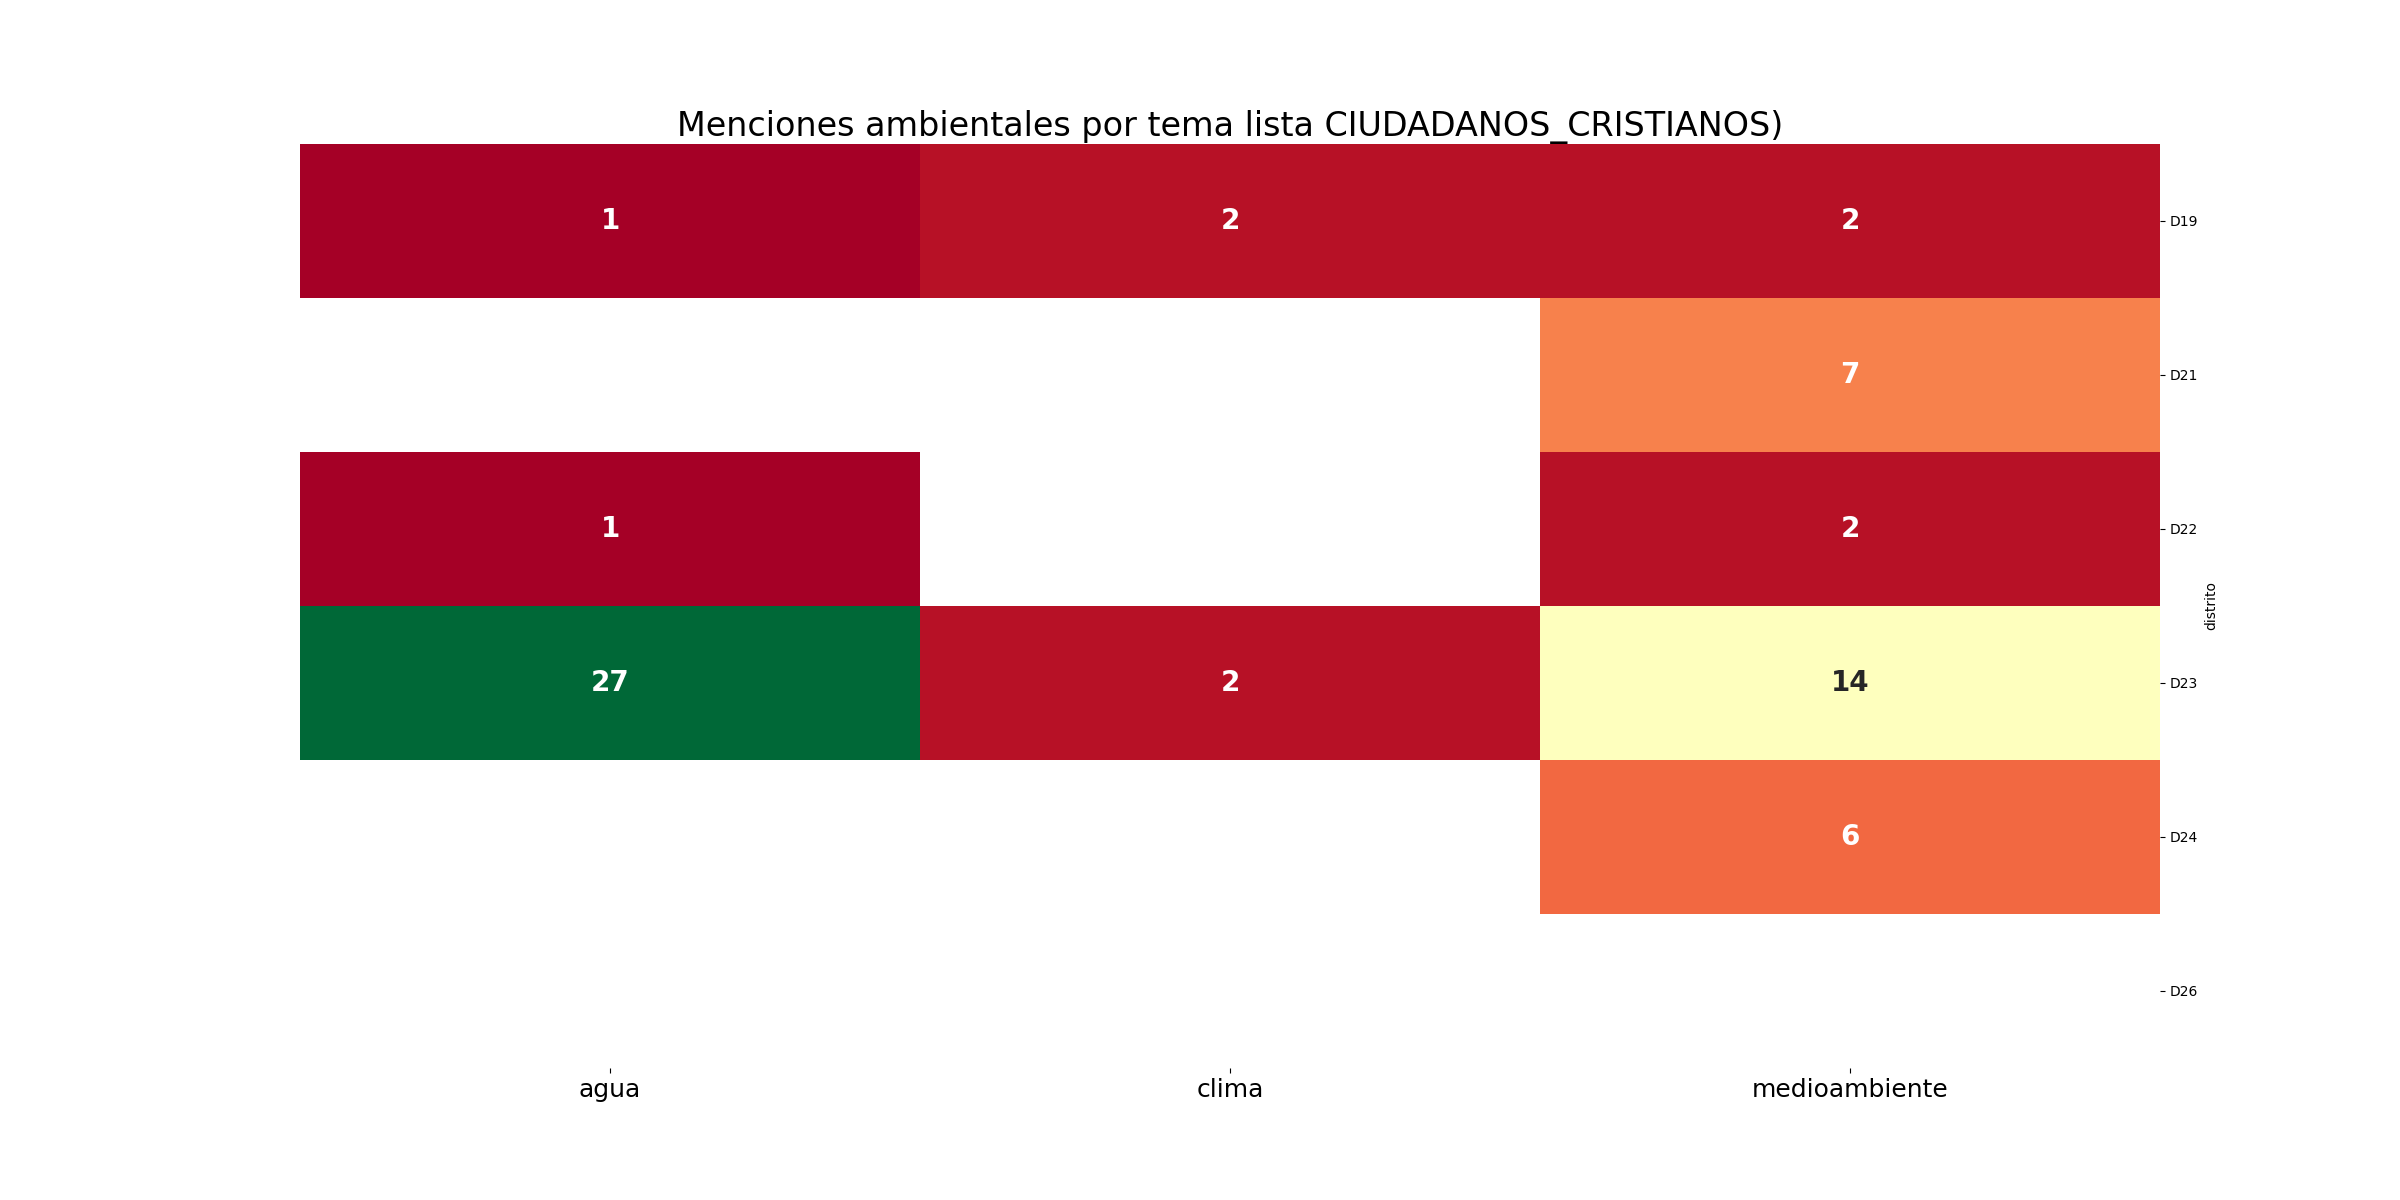 Menciones ambientales por tema lista CIUDADANOS_CRISTIANOS)
1 2 2 D19
7 D21
1 2 D22
distrito
27 2 14 D23
6 D24
D26
agua clima medioambiente